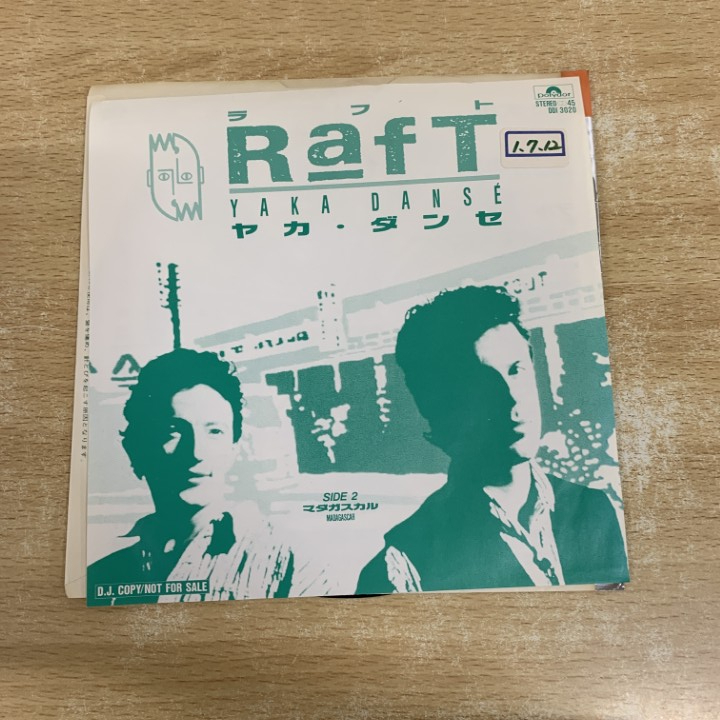 Polydor
STEREO 45
DDI 3020
ラフト
RafT
1.7.12
YAKA DANSÉ
ヤカ・ダンセ
SIDE 2
マダガスカル
MADAGASCAR
D.J. COPY/NOT FOR SALE